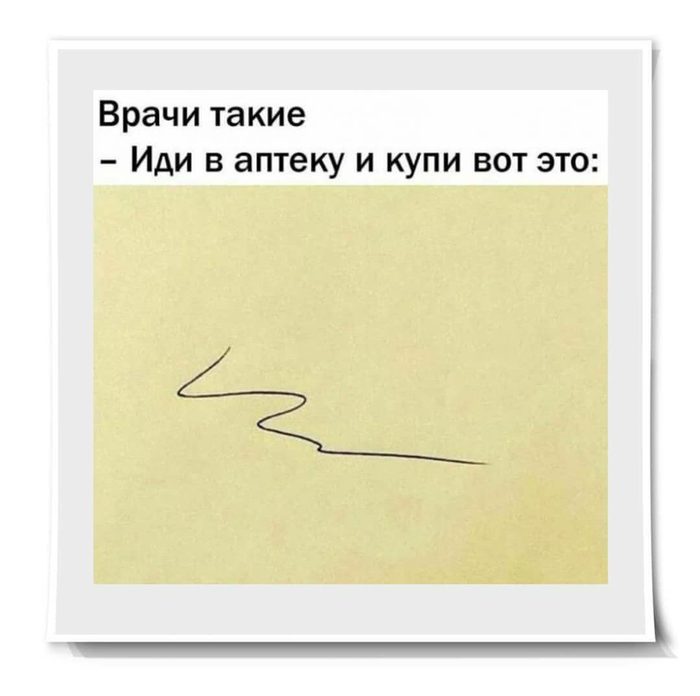 Врачи такие
– Иди в аптеку и купи вот это: